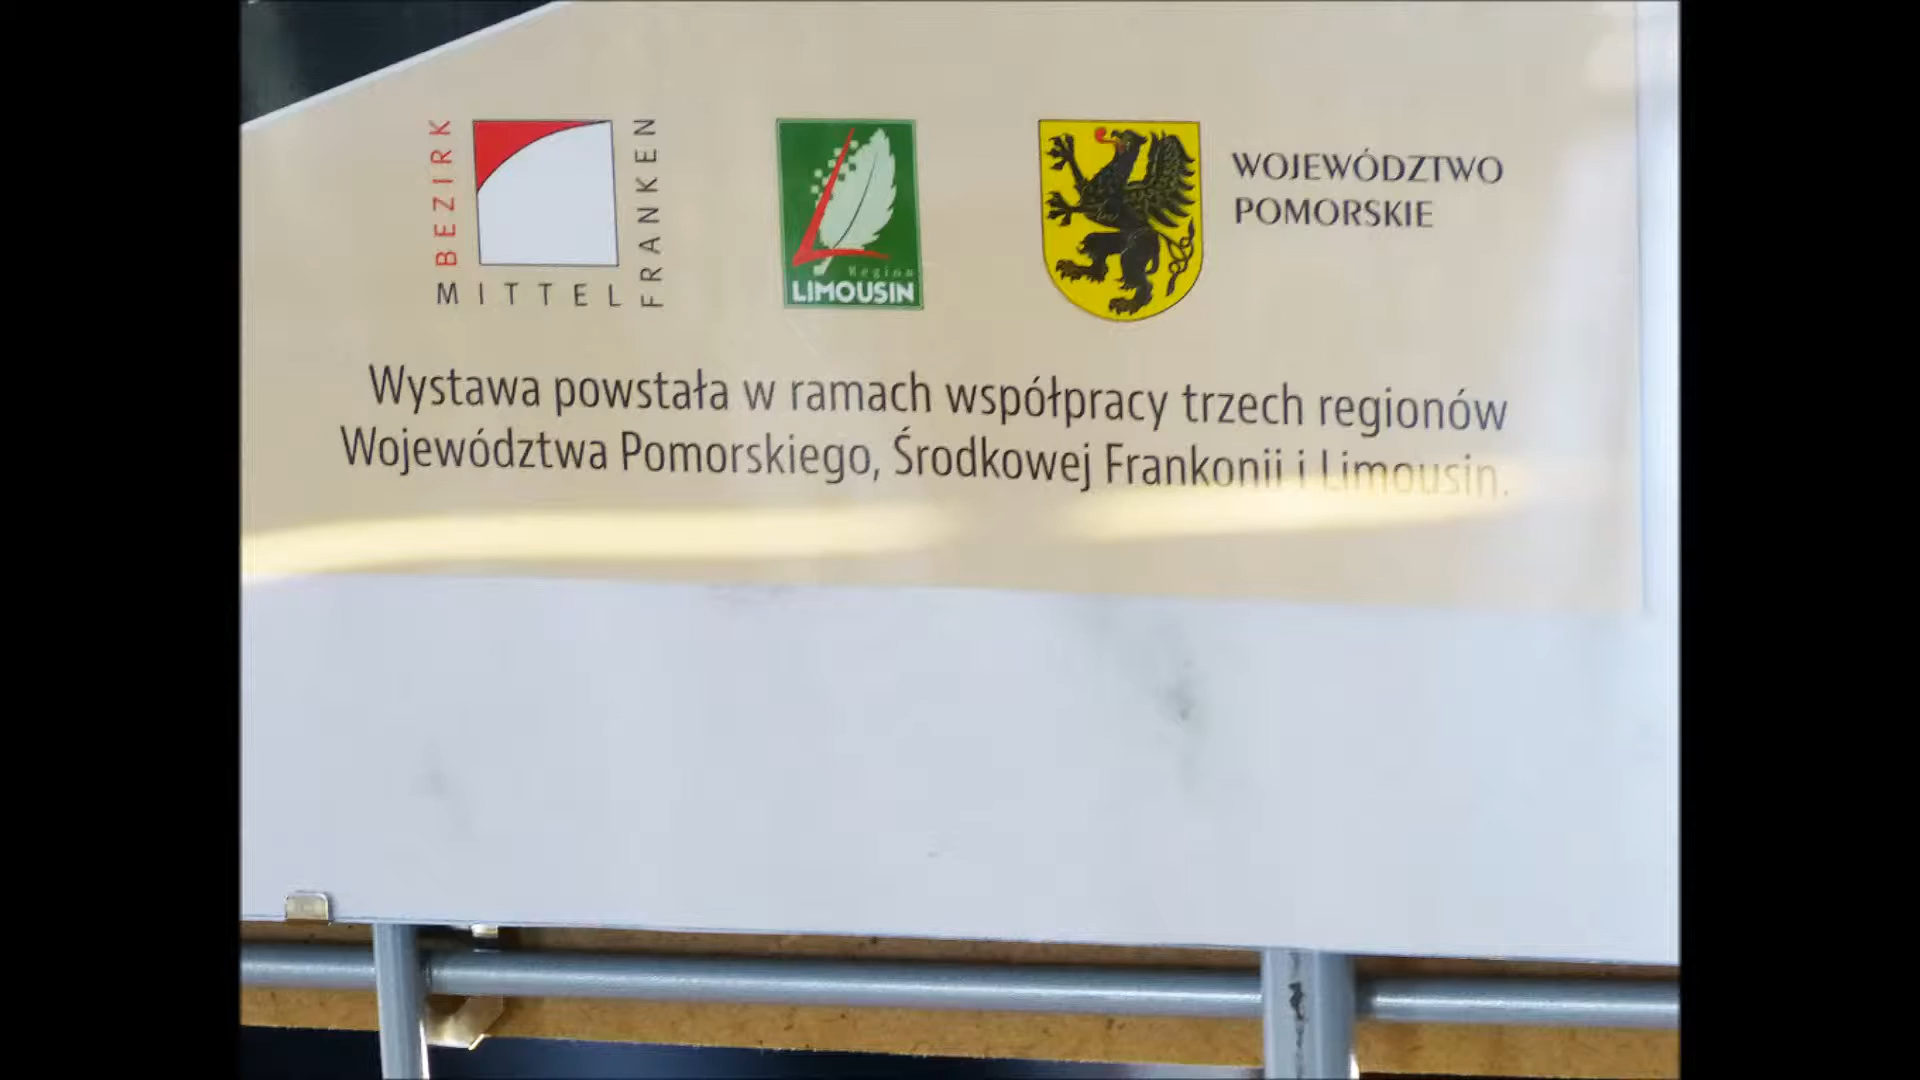 BEZIRK
MITTEL
FRANKEN
Region
LIMOUSIN
WOJEWÓDZTWO
POMORSKIE
Wystawa powstała w ramach współpracy trzech regionów
Województwa Pomorskiego, Środkowej Frankonii i Limousin.